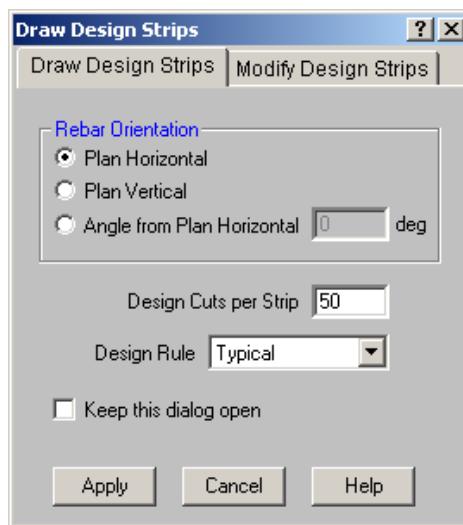 Draw Design Strips
Draw Design Strips Modify Design Strips
Rebar Orientation
Plan Horizontal
Plan Vertical
Angle from Plan Horizontal 0 deg
Design Cuts per Strip 50
Design Rule Typical
Keep this dialog open
Apply Cancel Help